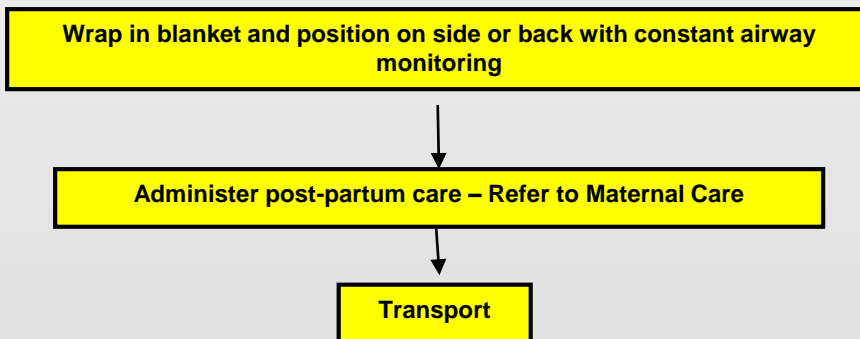 Wrap in blanket and position on side or back with constant airway
monitoring
Administer post-partum care – Refer to Maternal Care
Transport